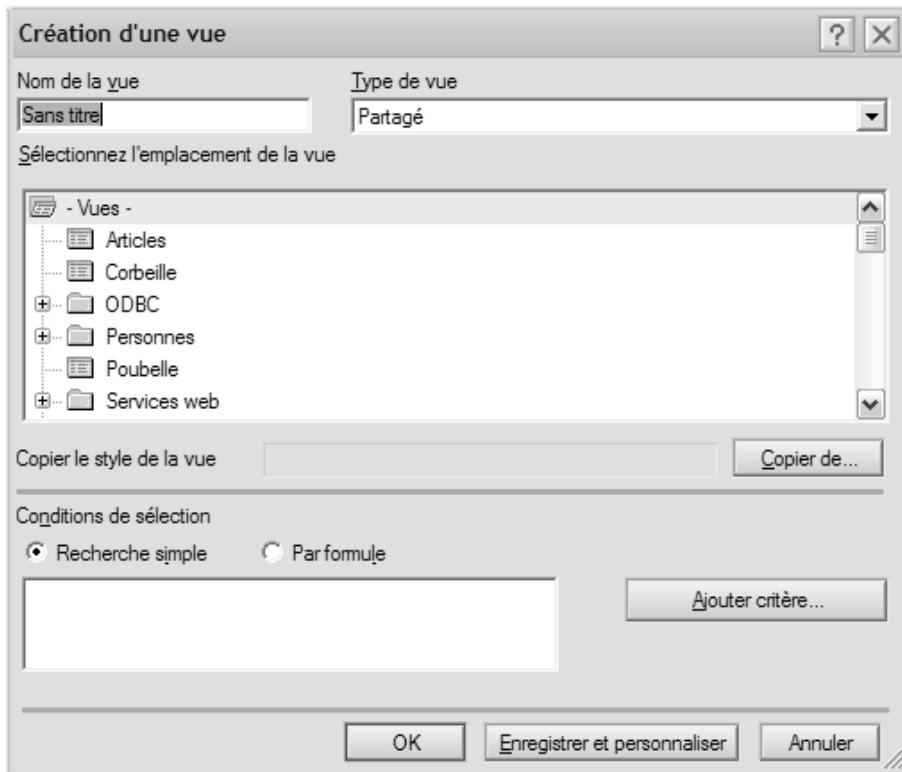 Création d'une vue
Nom de la vue Type de vue
Sans titre Partagé
Sélectionnez l'emplacement de la vue
- Vues -
Articles
Corbeille
ODBC
Personnes
Poubelle
Services web
Copier le style de la vue Copier de...
Conditions de sélection
Recherche simple Par formule
Ajouter critère...
OK Enregistrer et personnaliser Annuler